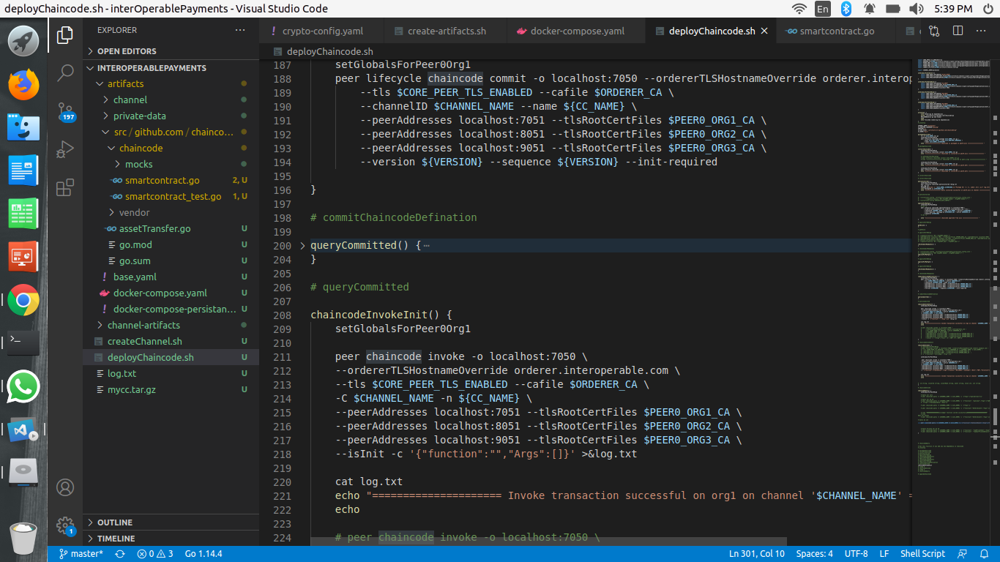 deployChaincode.sh - interOperablePayments - Visual Studio Code
En
5:39 PM
EXPLORER
OPEN EDITORS
INTEROPERABLEPAYMENTS
artifacts
channel
private-data
src / github.com / chainco...
chaincode
mocks
smartcontract.go 2, U
smartcontract_test.go 1, U
vendor
assetTransfer.go U
go.mod U
go.sum U
base.yaml U
docker-compose.yaml U
docker-compose-persistan... U
channel-artifacts
createChannel.sh U
deployChaincode.sh U
log.txt U
mycc.tar.gz U
OUTLINE
TIMELINE
197
1
crypto-config.yaml
create-artifacts.sh
docker-compose.yaml
deployChaincode.sh
smartcontract.go
deployChaincode.sh
187 setGlobalsForPeer0Org1
188 peer lifecycle chaincode commit -o localhost:7050 --ordererTLSHostnameOverride orderer.interop
189 --tls $CORE_PEER_TLS_ENABLED --cafile $ORDERER_CA \
190 --channelID $CHANNEL_NAME --name ${CC_NAME} \
191 --peerAddresses localhost:7051 --tlsRootCertFiles $PEER0_ORG1_CA \
192 --peerAddresses localhost:8051 --tlsRootCertFiles $PEER0_ORG2_CA \
193 --peerAddresses localhost:9051 --tlsRootCertFiles $PEER0_ORG3_CA \
194 --version ${VERSION} --sequence ${VERSION} --init-required
195
196 }
197
198 # commitChaincodeDefination
199
200 queryCommitted() { ...
204 }
205
206 # queryCommitted
207
208 chaincodeInvokeInit() {
209 setGlobalsForPeer0Org1
210
211 peer chaincode invoke -o localhost:7050 \
212 --ordererTLSHostnameOverride orderer.interoperable.com \
213 --tls $CORE_PEER_TLS_ENABLED --cafile $ORDERER_CA \
214 -C $CHANNEL_NAME -n ${CC_NAME} \
215 --peerAddresses localhost:7051 --tlsRootCertFiles $PEER0_ORG1_CA \
216 --peerAddresses localhost:8051 --tlsRootCertFiles $PEER0_ORG2_CA \
217 --peerAddresses localhost:9051 --tlsRootCertFiles $PEER0_ORG3_CA \
218 --isInit -c '{"function":"","Args":[]}' >&log.txt
219
220 cat log.txt
221 echo "===================== Invoke transaction successful on org1 on channel '$CHANNEL_NAME' =
222 echo
223
224 # peer chaincode invoke -o localhost:7050 \
master* 0 3 Go 1.14.4 Ln 301, Col 10 Spaces: 4 UTF-8 LF Shell Script